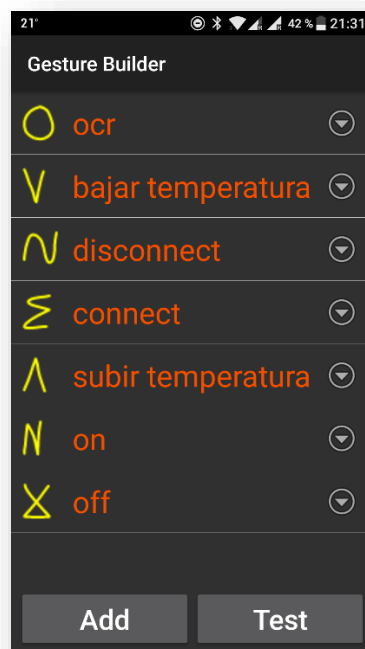 21° 42 % 21:31
Gesture Builder
ocr
bajar temperatura
disconnect
connect
subir temperatura
on
off
Add Test